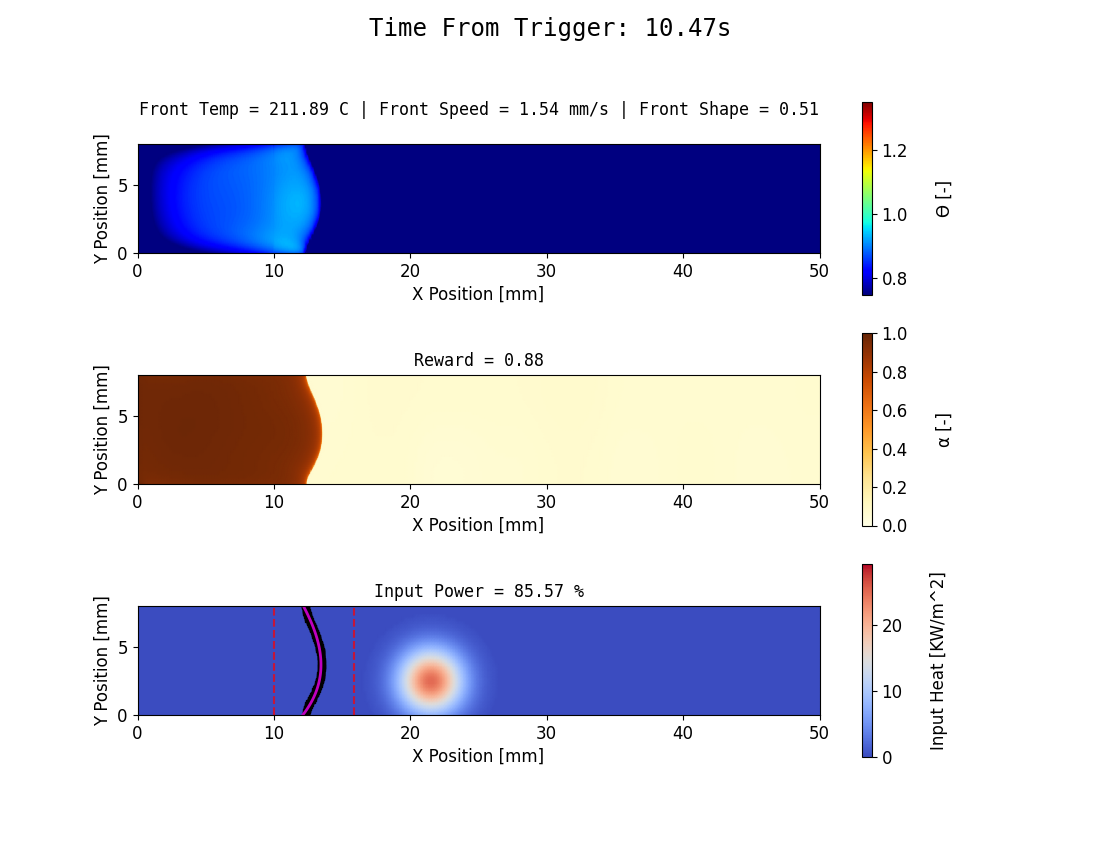 Time From Trigger: 10.47s
Front Temp = 211.89 C | Front Speed = 1.54 mm/s | Front Shape = 0.51
Y Position [mm]
5
0
0 10 20 30 40 50
X Position [mm]
1.2
1.0
0.8
Θ [-]
Reward = 0.88
Y Position [mm]
5
0
0 10 20 30 40 50
X Position [mm]
1.0
0.8
0.6
0.4
0.2
0.0
α [-]
Input Power = 85.57 %
Y Position [mm]
5
0
0 10 20 30 40 50
X Position [mm]
20
10
0
Input Heat [KW/m^2]